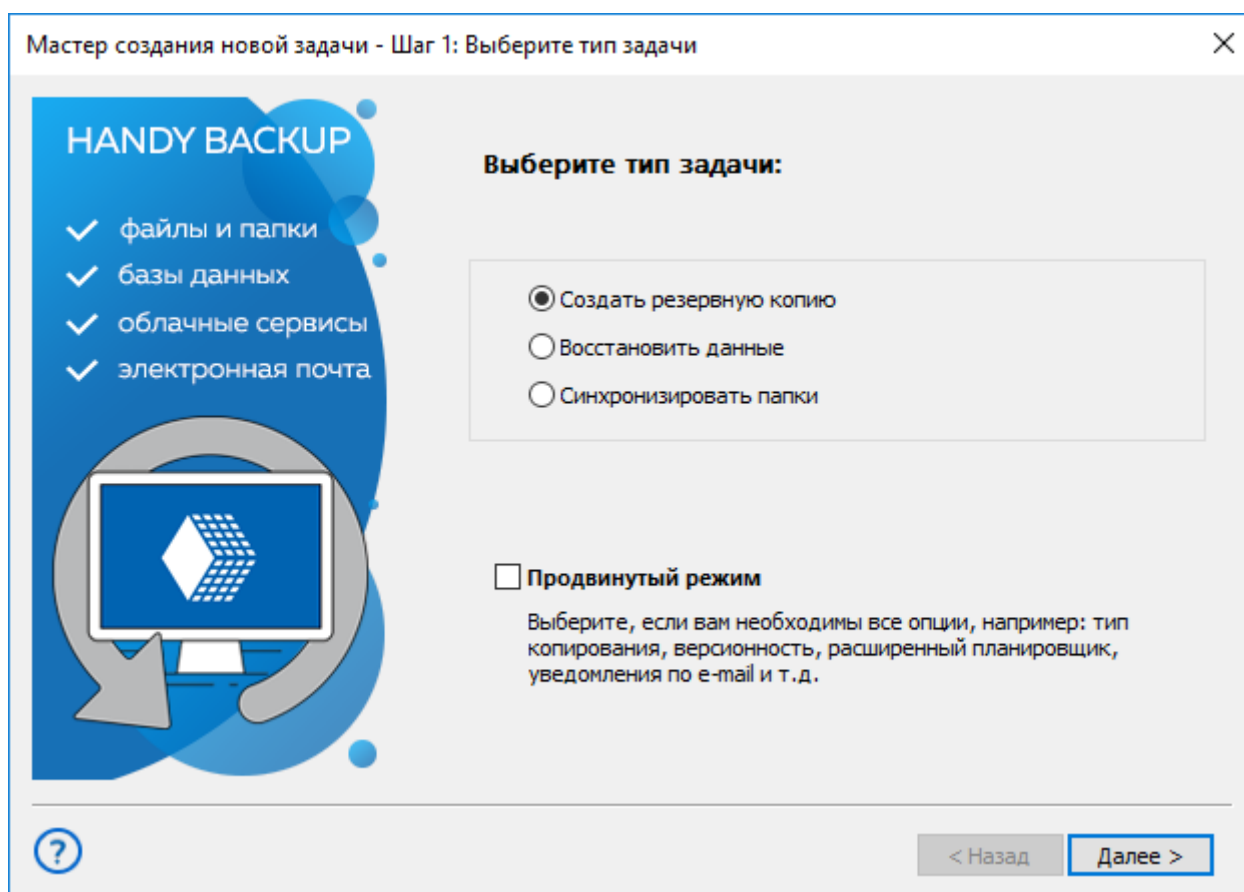 Мастер создания новой задачи - Шаг 1: Выберите тип задачи
HANDY BACKUP
файлы и папки
базы данных
облачные сервисы
электронная почта
Выберите тип задачи:
Создать резервную копию
Восстановить данные
Синхронизировать папки
Продвинутый режим
Выберите, если вам необходимы все опции, например: тип
копирования, версионность, расширенный планировщик,
уведомления по e-mail и т.д.
?
< Назад
Далее >